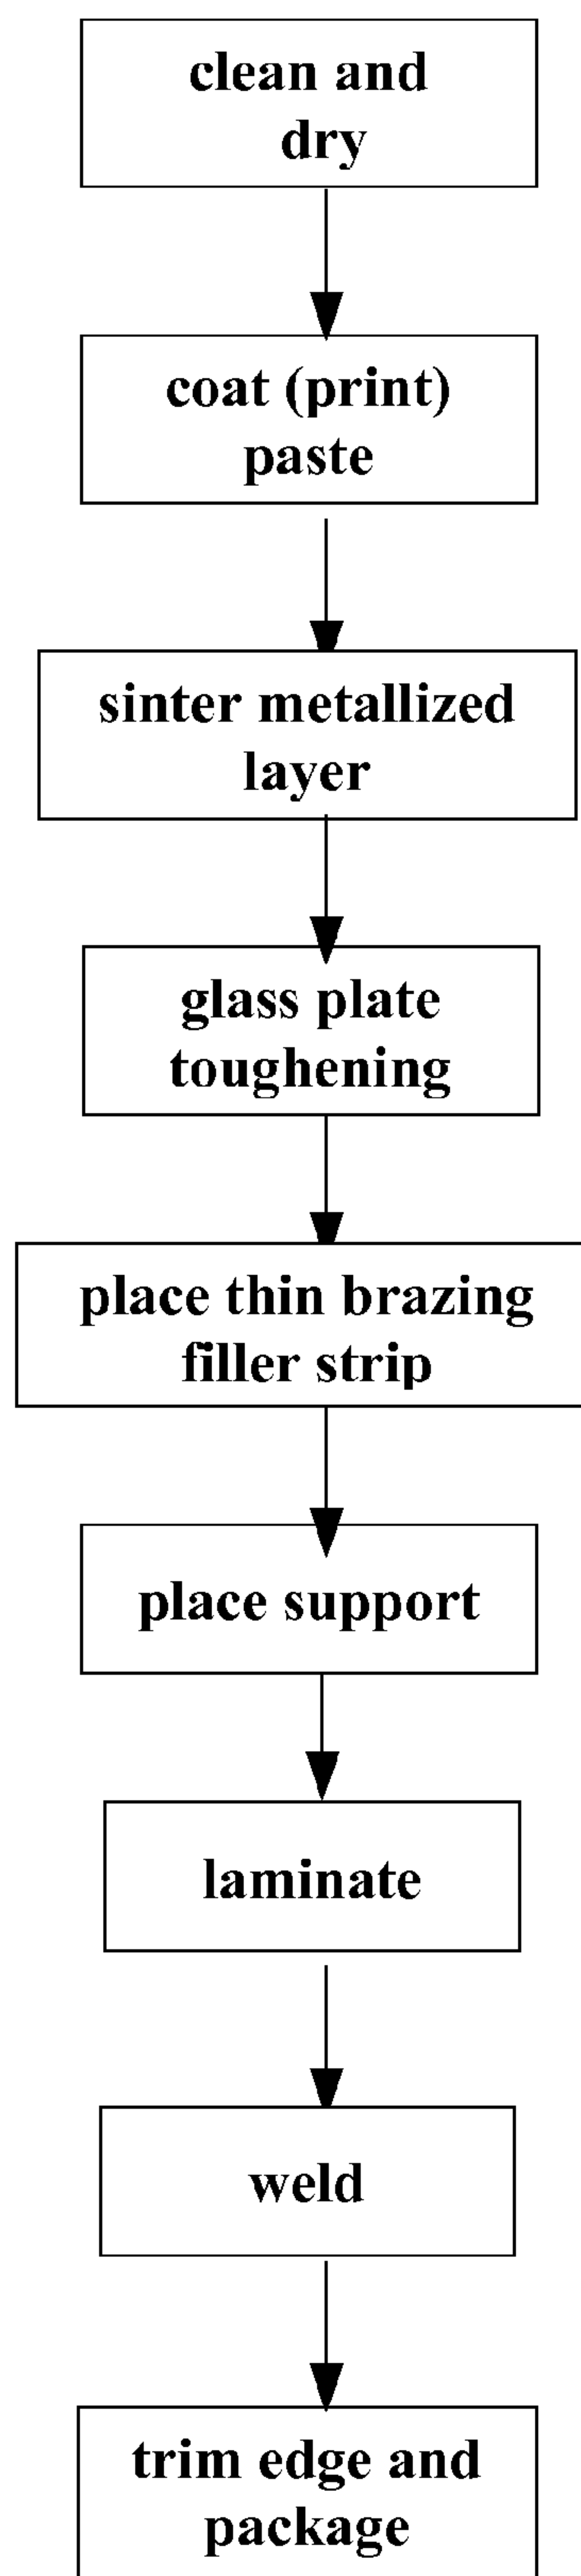 clean and
dry
coat (print)
paste
sinter metallized
layer
glass plate
toughening
place thin brazing
filler strip
place support
laminate
weld
trim edge and
package